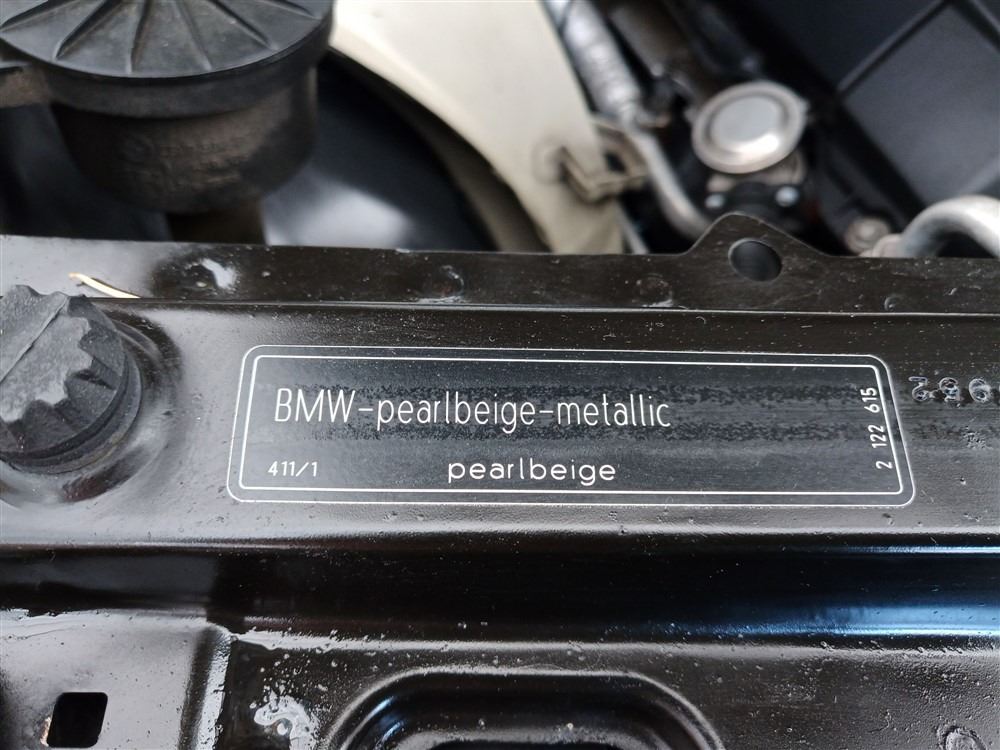 BMW-pearlbeige-metallic
411/1
pearlbeige
2 122 615